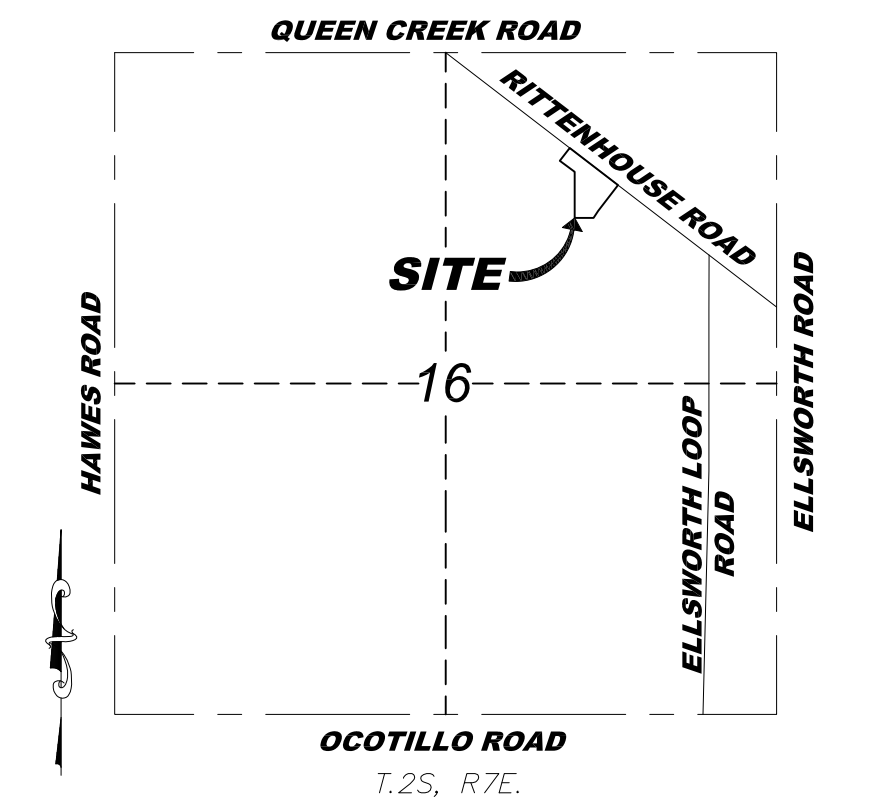 QUEEN CREEK ROAD
RITTENHOUSE ROAD
SITE
HAWES ROAD
16
ELLSWORTH ROAD
ELLSWORTH LOOP
ROAD
OCOTILLO ROAD
T.2S, R7E.